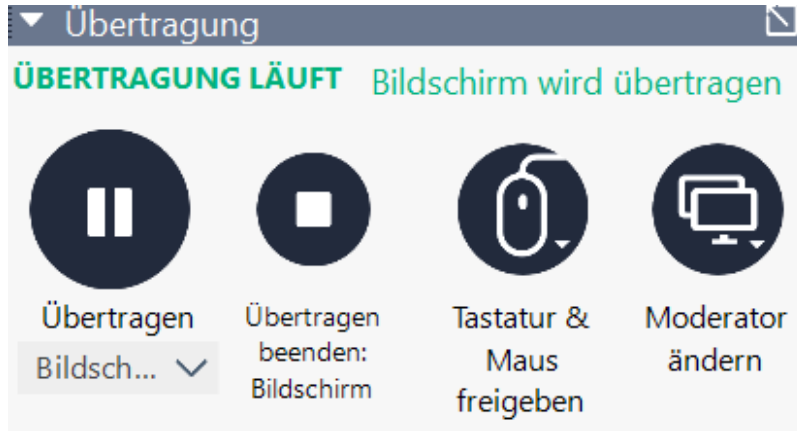 Übertragung
ÜBERTRAGUNG LÄUFT Bildschirm wird übertragen
Übertragen
Bildsch...
Übertragen
beenden:
Bildschirm
Tastatur &
Maus
freigeben
Moderator
ändern